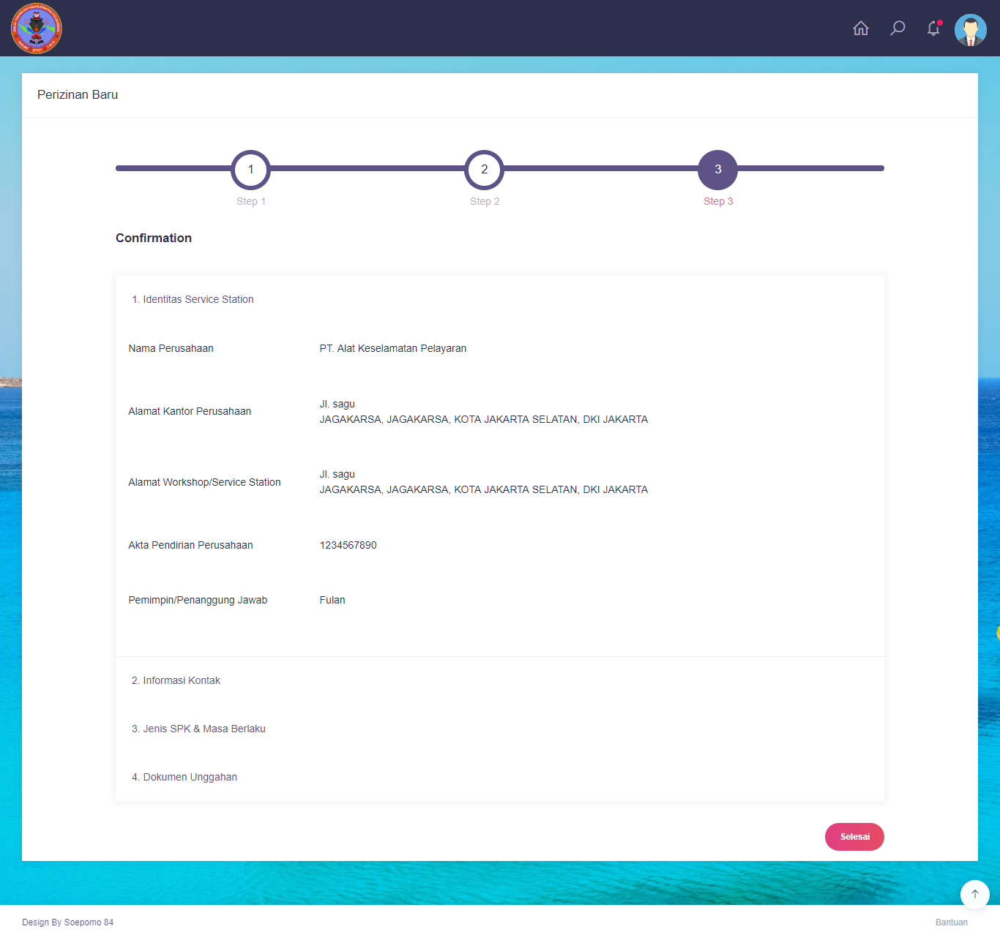 Perizinan Baru
1
2
3
Step 1
Step 2
Step 3
Confirmation
1. Identitas Service Station
Nama Perusahaan
PT. Alat Keselamatan Pelayaran
Alamat Kantor Perusahaan
Jl. sagu
JAGAKARSA, JAGAKARSA, KOTA JAKARTA SELATAN, DKI JAKARTA
Alamat Workshop/Service Station
Jl. sagu
JAGAKARSA, JAGAKARSA, KOTA JAKARTA SELATAN, DKI JAKARTA
Akta Pendirian Perusahaan
1234567890
Pemimpin/Penanggung Jawab
Fulan
2. Informasi Kontak
3. Jenis SPK & Masa Berlaku
4. Dokumen Unggahan
Selesai
Design By Soepomo 84
Bantuan